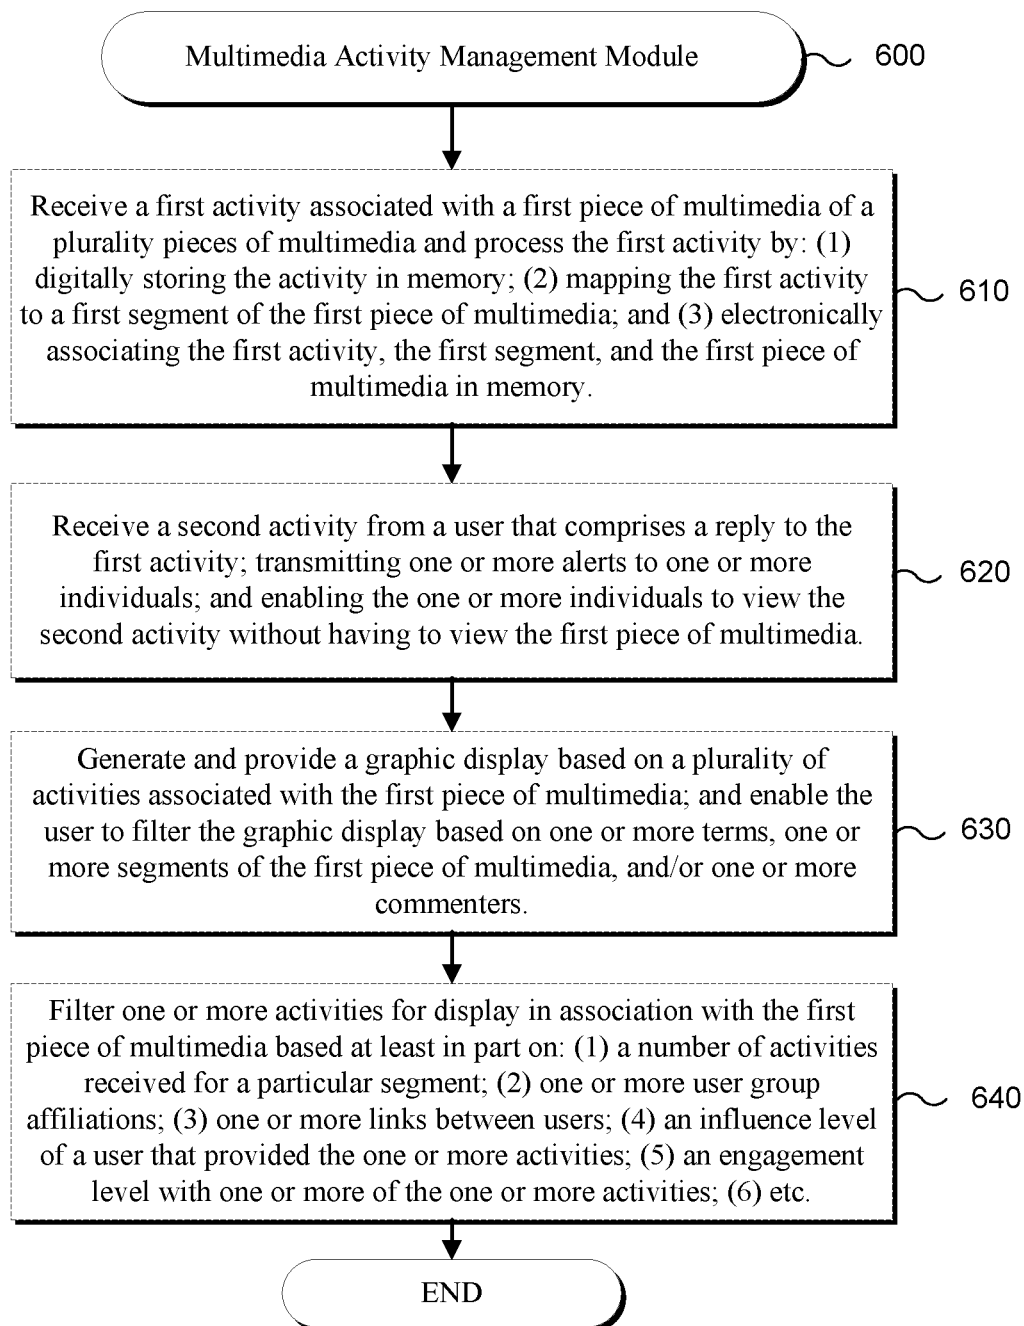 Multimedia Activity Management Module
600
Receive a first activity associated with a first piece of multimedia of a
plurality pieces of multimedia and process the first activity by: (1)
digitally storing the activity in memory; (2) mapping the first activity
to a first segment of the first piece of multimedia; and (3) electronically
associating the first activity, the first segment, and the first piece of
multimedia in memory.
610
Receive a second activity from a user that comprises a reply to the
first activity; transmitting one or more alerts to one or more
individuals; and enabling the one or more individuals to view the
second activity without having to view the first piece of multimedia.
620
Generate and provide a graphic display based on a plurality of
activities associated with the first piece of multimedia; and enable the
user to filter the graphic display based on one or more terms, one or
more segments of the first piece of multimedia, and/or one or more
commenters.
630
Filter one or more activities for display in association with the first
piece of multimedia based at least in part on: (1) a number of activities
received for a particular segment; (2) one or more user group
affiliations; (3) one or more links between users; (4) an influence level
of a user that provided the one or more activities; (5) an engagement
level with one or more of the one or more activities; (6) etc.
640
END